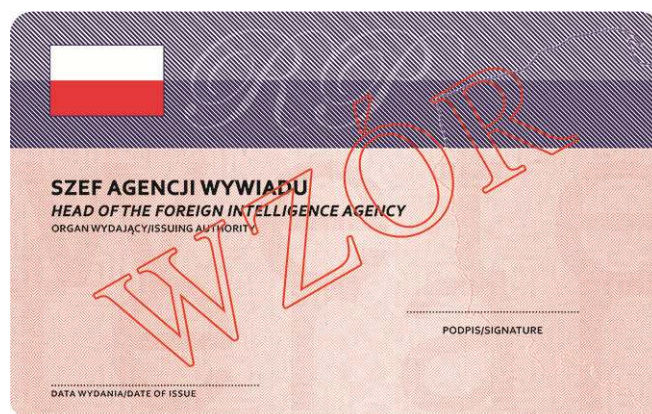 RP
SZEF AGENCJI WYWIADU
HEAD OF THE FOREIGN INTELLIGENCE AGENCY
ORGAN WYDAJĄCY/ISSUING AUTHORITY
WZÓR
PODPIS/SIGNATURE
DATA WYDANIA/DATE OF ISSUE